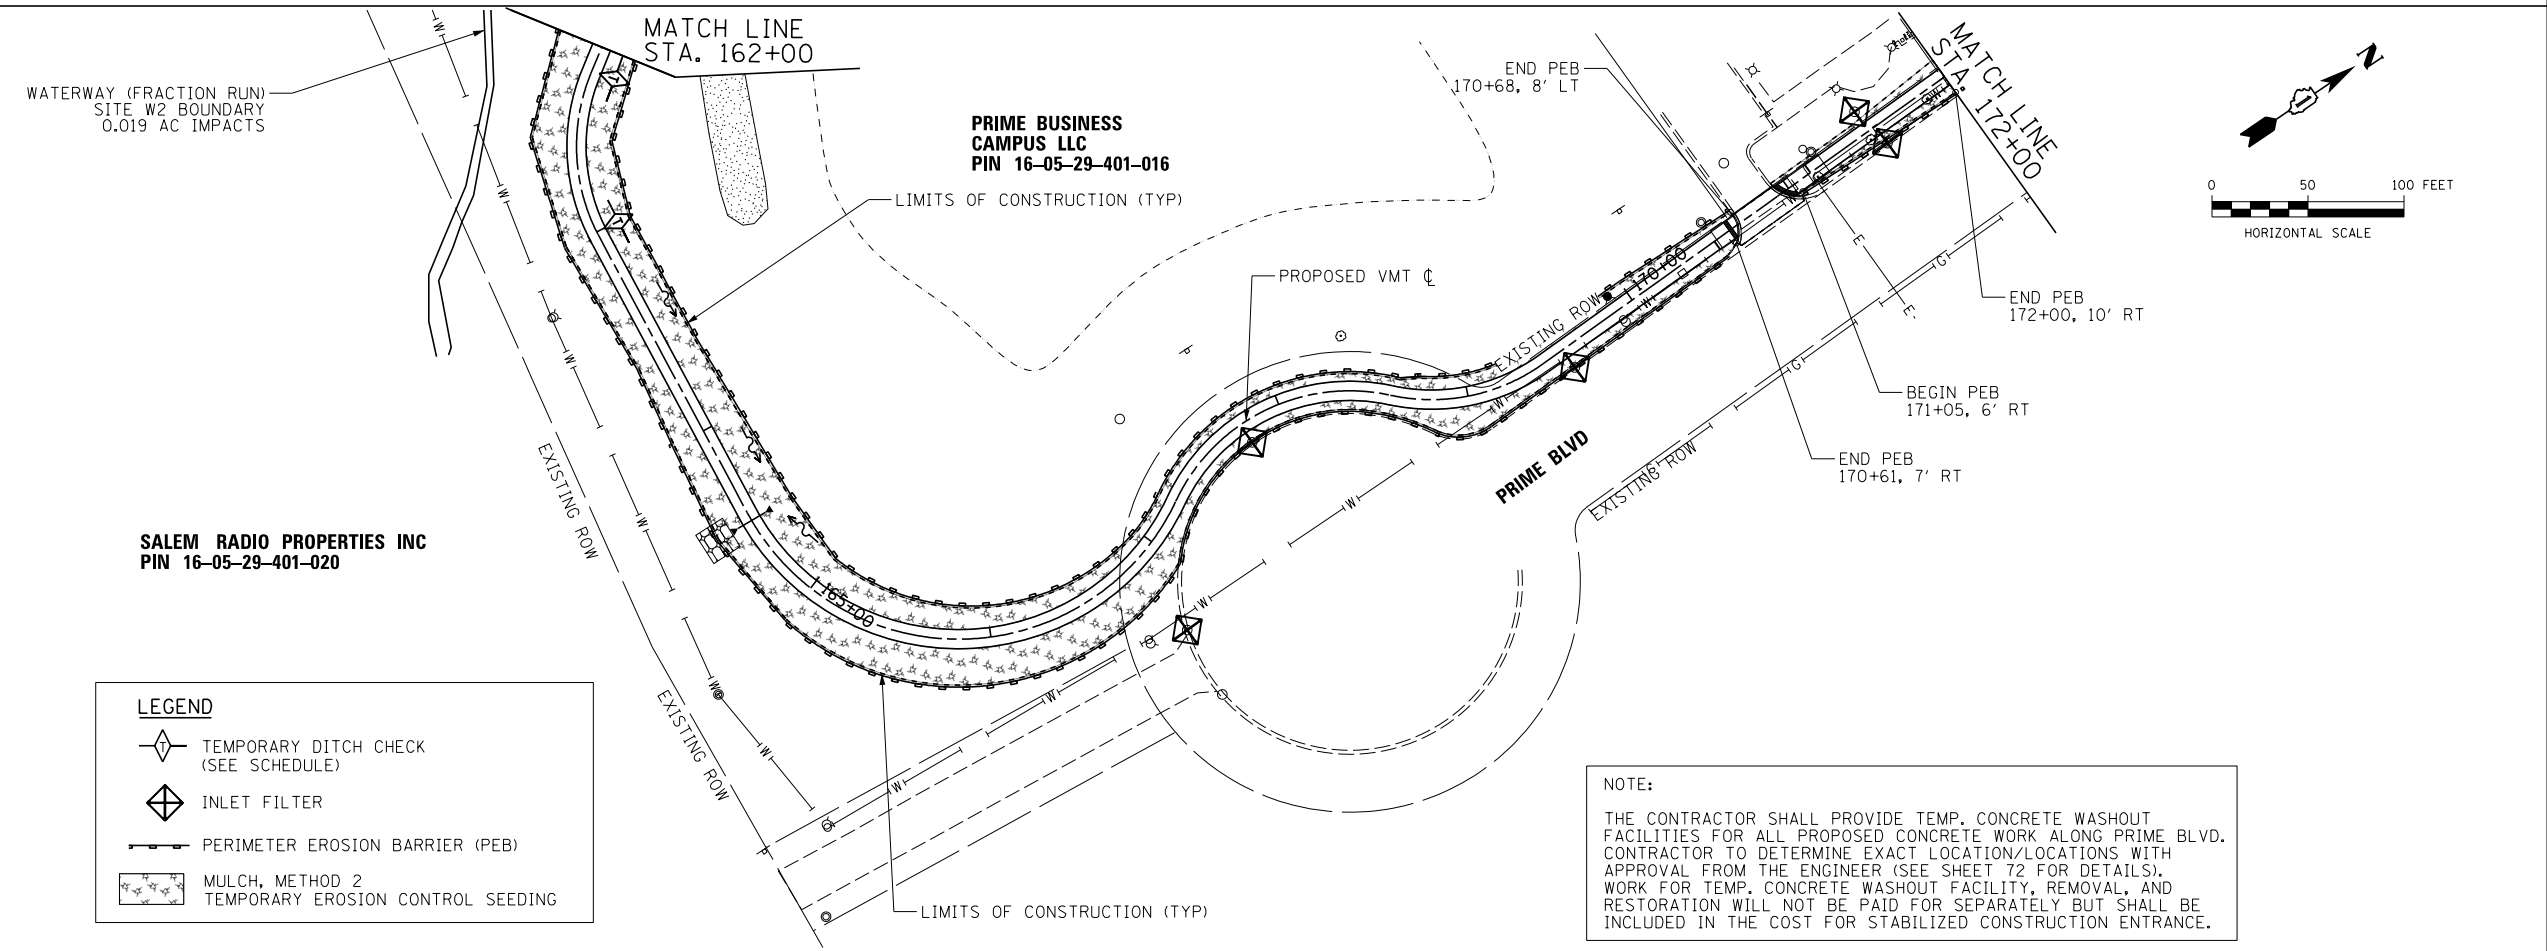 MATCH LINE
STA. 162+00
WATERWAY (FRACTION RUN)
SITE W2 BOUNDARY
0.019 AC IMPACTS
PRIME BUSINESS
CAMPUS LLC
PIN 16–05–29–401–016
LIMITS OF CONSTRUCTION (TYP)
END PEB
170+68, 8' LT
MATCH LINE
STA. 172+00
N
0 50 100 FEET
HORIZONTAL SCALE
PROPOSED VMT ℄
170+00
EXISTING ROW
END PEB
172+00, 10' RT
BEGIN PEB
171+05, 6' RT
END PEB
170+61, 7' RT
PRIME BLVD
EXISTING ROW
EXISTING ROW
SALEM RADIO PROPERTIES INC
PIN 16–05–29–401–020
165+00
EXISTING ROW
LIMITS OF CONSTRUCTION (TYP)
LEGEND
T TEMPORARY DITCH CHECK
(SEE SCHEDULE)
INLET FILTER
PERIMETER EROSION BARRIER (PEB)
MULCH, METHOD 2
TEMPORARY EROSION CONTROL SEEDING
NOTE:
THE CONTRACTOR SHALL PROVIDE TEMP. CONCRETE WASHOUT
FACILITIES FOR ALL PROPOSED CONCRETE WORK ALONG PRIME BLVD.
CONTRACTOR TO DETERMINE EXACT LOCATION/LOCATIONS WITH
APPROVAL FROM THE ENGINEER (SEE SHEET 72 FOR DETAILS).
WORK FOR TEMP. CONCRETE WASHOUT FACILITY, REMOVAL, AND
RESTORATION WILL NOT BE PAID FOR SEPARATELY BUT SHALL BE
INCLUDED IN THE COST FOR STABILIZED CONSTRUCTION ENTRANCE.